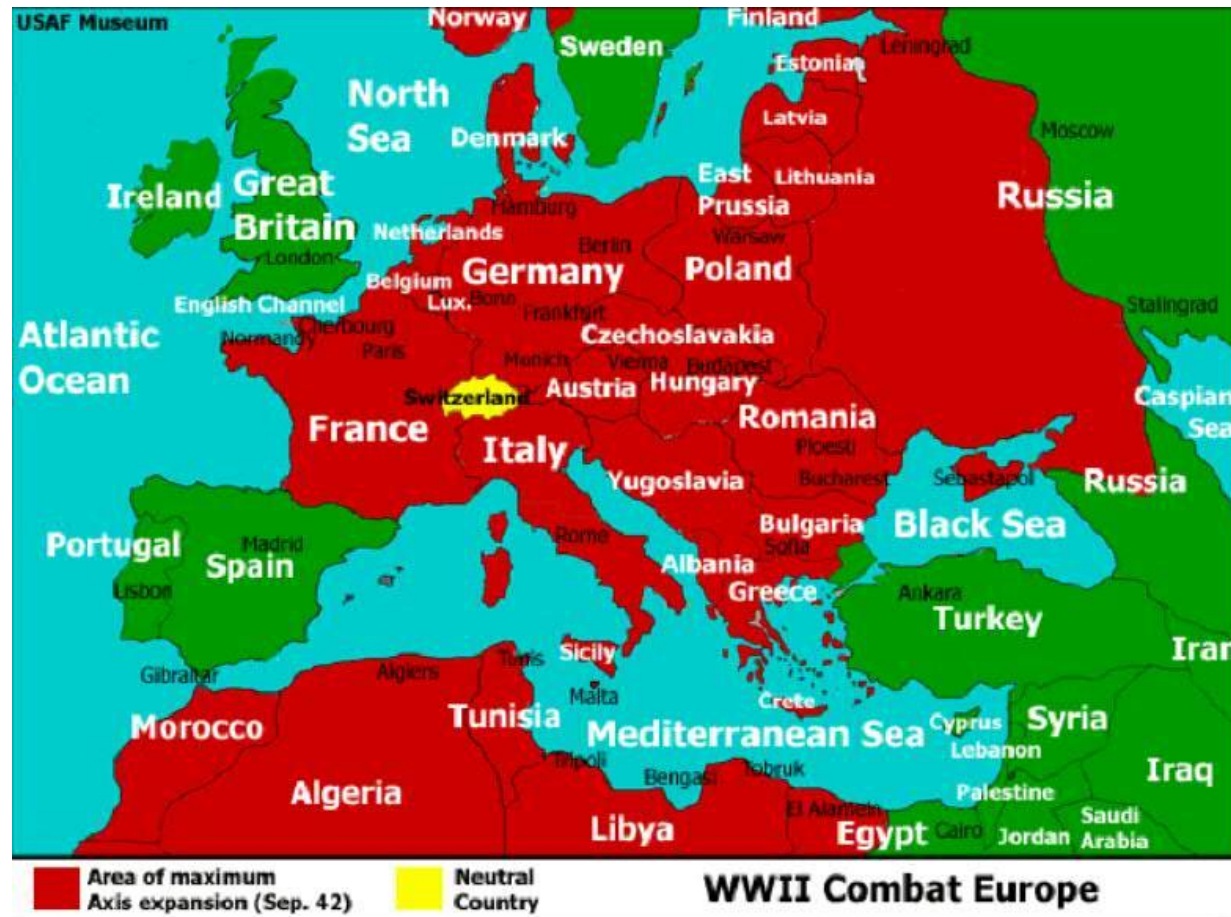 USAF Museum
Norway
Finland
Sweden
Leningrad
Estonian
North
Sea
Latvia
Moscow
Denmark
Ireland
Great
Britain
East
Prussia
Lithuania
Russia
Hamburg
Netherlands
Warsaw
Berlin
London
Germany
Poland
Belgium
Lux.
Bonn
English Channel
Frankfurt
Stalingrad
Atlantic
Ocean
Normandy
Cherbourg
Czechoslavakia
Paris
Munich
Vienna
Budapest
Switzerland
Austria
Hungary
Caspian
Sea
France
Romania
Italy
Ploesti
Yugoslavia
Bucharest
Sebastapol
Russia
Bulgaria
Black Sea
Portugal
Madrid
Rome
Sofia
Spain
Albania
Lisbon
Greece
Ankara
Turkey
Iran
Gibraltar
Algiers
Tunis
Sicily
Malta
Crete
Morocco
Tunisia
Cyprus
Syria
Mediterranean Sea
Lebanon
Tripoli
Bengasi
Tobruk
Iraq
Algeria
Palestine
El Alamein
Libya
Egypt
Cairo
Jordan
Saudi
Arabia
Area of maximum
Axis expansion (Sep. 42)
Neutral
Country
WWII Combat Europe